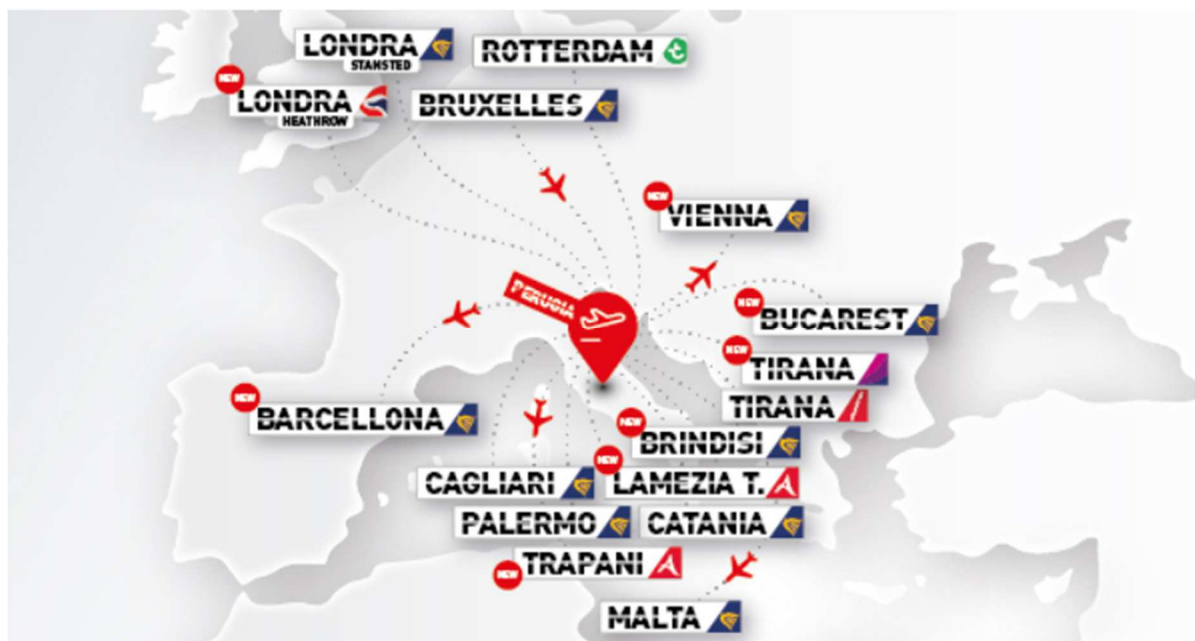 LONDRA
STANSTED
ROTTERDAM
NEW
LONDRA
HEATHROW
BRUXELLES
NEW
VIENNA
PERUGIA
NEW
BUCAREST
NEW
TIRANA
NEW
BARCELLONA
TIRANA
NEW
BRINDISI
CAGLIARI
NEW
LAMEZIA T.
PALERMO
CATANIA
NEW
TRAPANI
MALTA